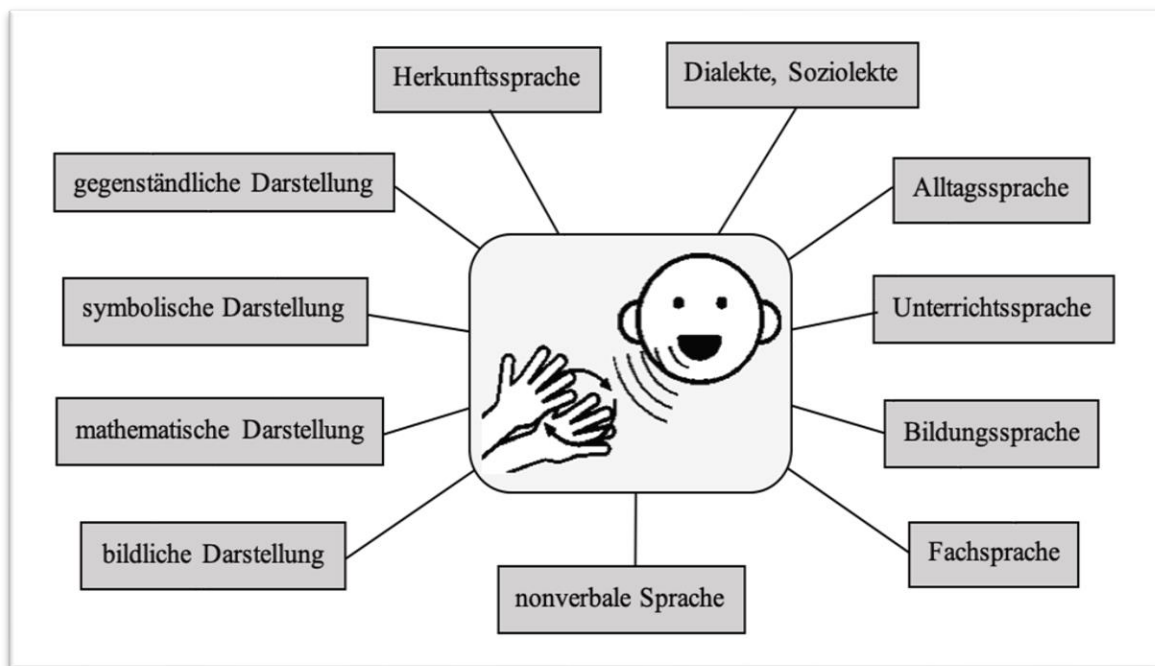 Herkunftssprache
Dialekte, Soziolekte
gegenständliche Darstellung
Alltagssprache
symbolische Darstellung
Unterrichtssprache
mathematische Darstellung
Bildungssprache
bildliche Darstellung
Fachsprache
nonverbale Sprache